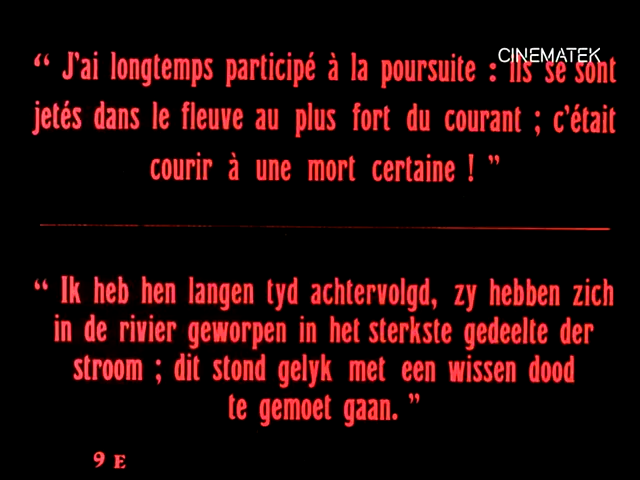 CINEMATEK
“ J'ai longtemps participé à la poursuite : Ils se sont
jetés dans le fleuve au plus fort du courant ; c'était
courir à une mort certaine ! ”
“ Ik heb hen langen tyd achtervolgd, zy hebben zich
in de rivier geworpen in het sterkste gedeelte der
stroom ; dit stond gelyk met een wissen dood
te gemoet gaan. ”
9 E